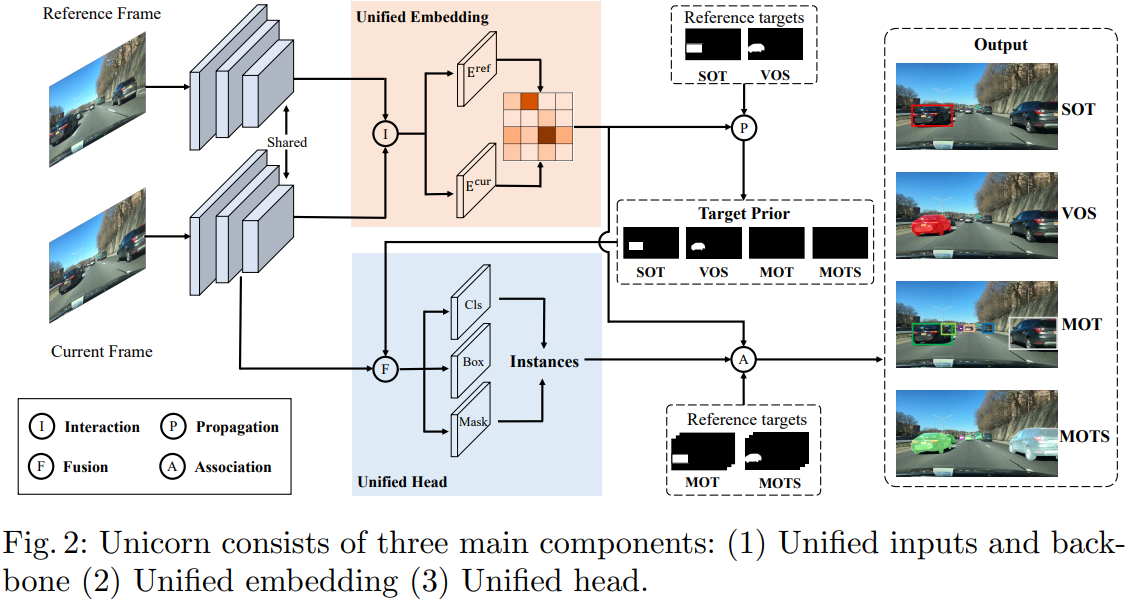 Reference Frame
Current Frame
Shared
Unified Embedding
E^ref
E^cur
I
Reference targets
SOT VOS
P
Target Prior
SOT VOS MOT MOTS
F
Cls
Box
Mask
Instances
Unified Head
A
Reference targets
MOT MOTS
Output
SOT
VOS
MOT
MOTS
I Interaction P Propagation
F Fusion A Association
Fig. 2: Unicorn consists of three main components: (1) Unified inputs and back-
bone (2) Unified embedding (3) Unified head.